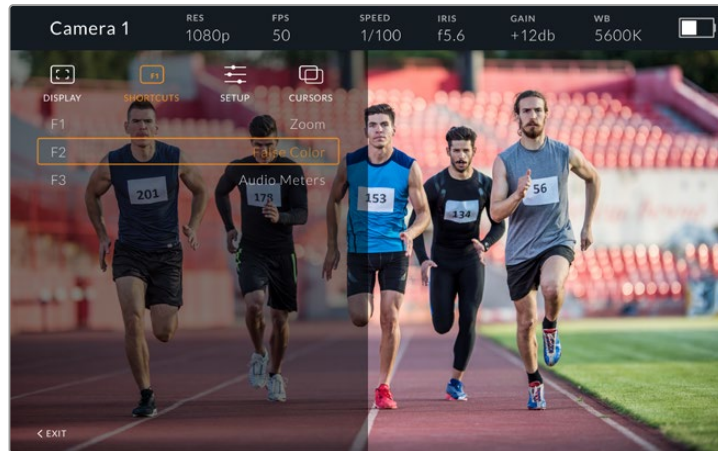 Camera 1
RES
1080p
FPS
50
SPEED
1/100
IRIS
f5.6
GAIN
+12db
WB
5600K
DISPLAY
F1
SHORTCUTS
SETUP
CURSORS
F1 Zoom
F2 False Color
F3 Audio Meters
201
178
153
134
56
< EXIT